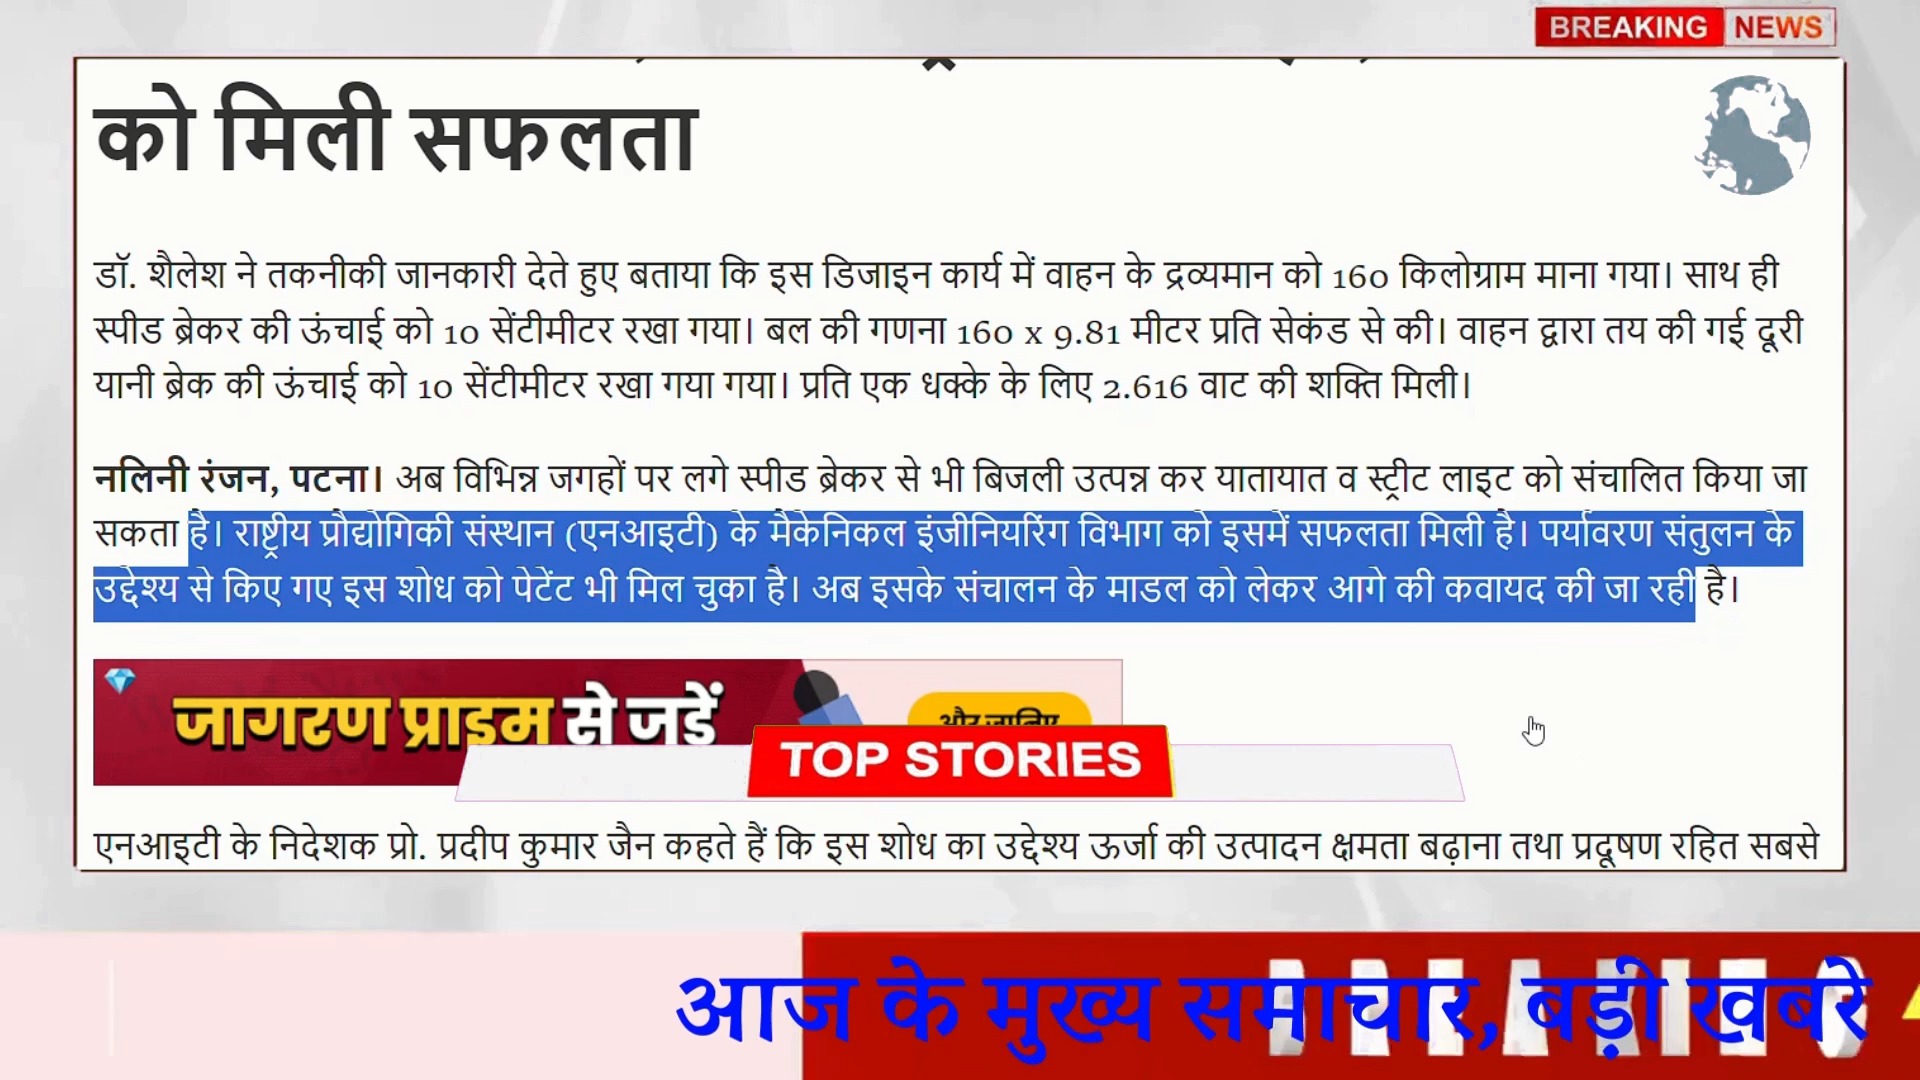 BREAKING NEWS
को मिली सफलता
डॉ. शैलेश ने तकनीकी जानकारी देते हुए बताया कि इस डिजाइन कार्य में वाहन के द्रव्यमान को 160 किलोग्राम माना गया। साथ ही
स्पीड ब्रेकर की ऊंचाई को 10 सेंटीमीटर रखा गया। बल की गणना 160 x 9.81 मीटर प्रति सेकंड से की। वाहन द्वारा तय की गई दूरी
यानी ब्रेक की ऊंचाई को 10 सेंटीमीटर रखा गया गया। प्रति एक धक्के के लिए 2.616 वाट की शक्ति मिली।
नलिनी रंजन, पटना। अब विभिन्न जगहों पर लगे स्पीड ब्रेकर से भी बिजली उत्पन्न कर यातायात व स्ट्रीट लाइट को संचालित किया जा
सकता है। राष्ट्रीय प्रौद्योगिकी संस्थान (एनआइटी) के मैकेनिकल इंजीनियरिंग विभाग को इसमें सफलता मिली है। पर्यावरण संतुलन के
उद्देश्य से किए गए इस शोध को पेटेंट भी मिल चुका है। अब इसके संचालन के माडल को लेकर आगे की कवायद की जा रही है।
जागरण प्राइम से जुड़ें
और जानिए
TOP STORIES
एनआइटी के निदेशक प्रो. प्रदीप कुमार जैन कहते हैं कि इस शोध का उद्देश्य ऊर्जा की उत्पादन क्षमता बढ़ाना तथा प्रदूषण रहित सबसे
आज के मुख्य समाचार, बड़ी खबरे